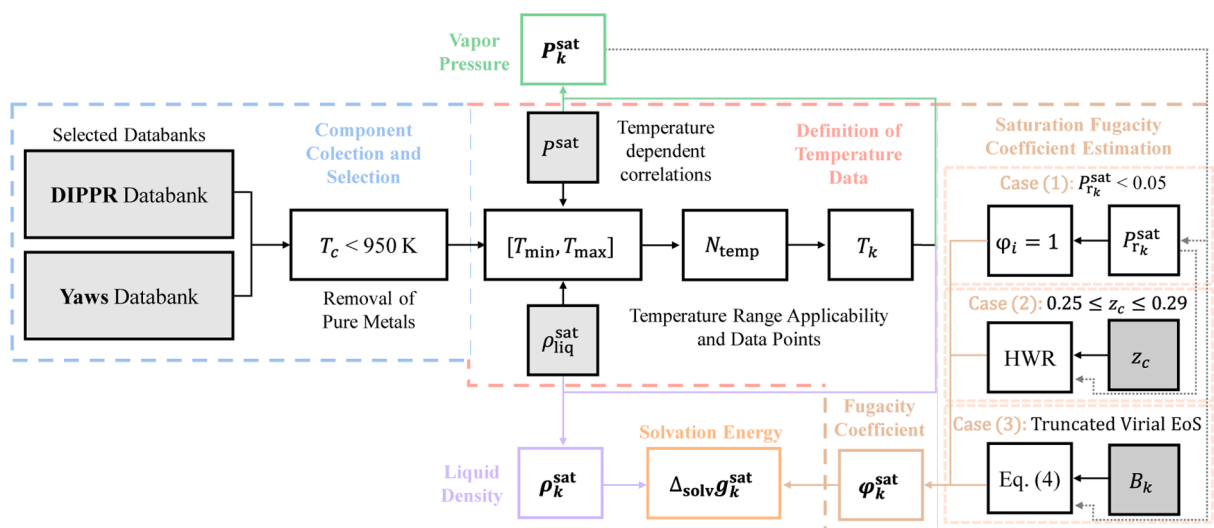 Vapor
Pressure
P_k^sat
Selected Databanks
DIPPR Databank
Yaws Databank
Component
Colection and
Selection
T_c < 950 K
Removal of
Pure Metals
P^sat
Temperature
dependent
correlations
Definition of
Temperature
Data
[T_min, T_max]
N_temp
T_k
ρ_liq^sat
Temperature Range Applicability
and Data Points
Saturation Fugacity
Coefficient Estimation
Case (1): P_{r_k}^sat < 0.05
φ_i = 1
P_{r_k}^sat
Case (2): 0.25 ≤ z_c ≤ 0.29
HWR
z_c
Case (3): Truncated Virial EoS
Eq. (4)
B_k
Liquid
Density
ρ_k^sat
Solvation Energy
Δ_solv g_k^sat
Fugacity
Coefficient
φ_k^sat